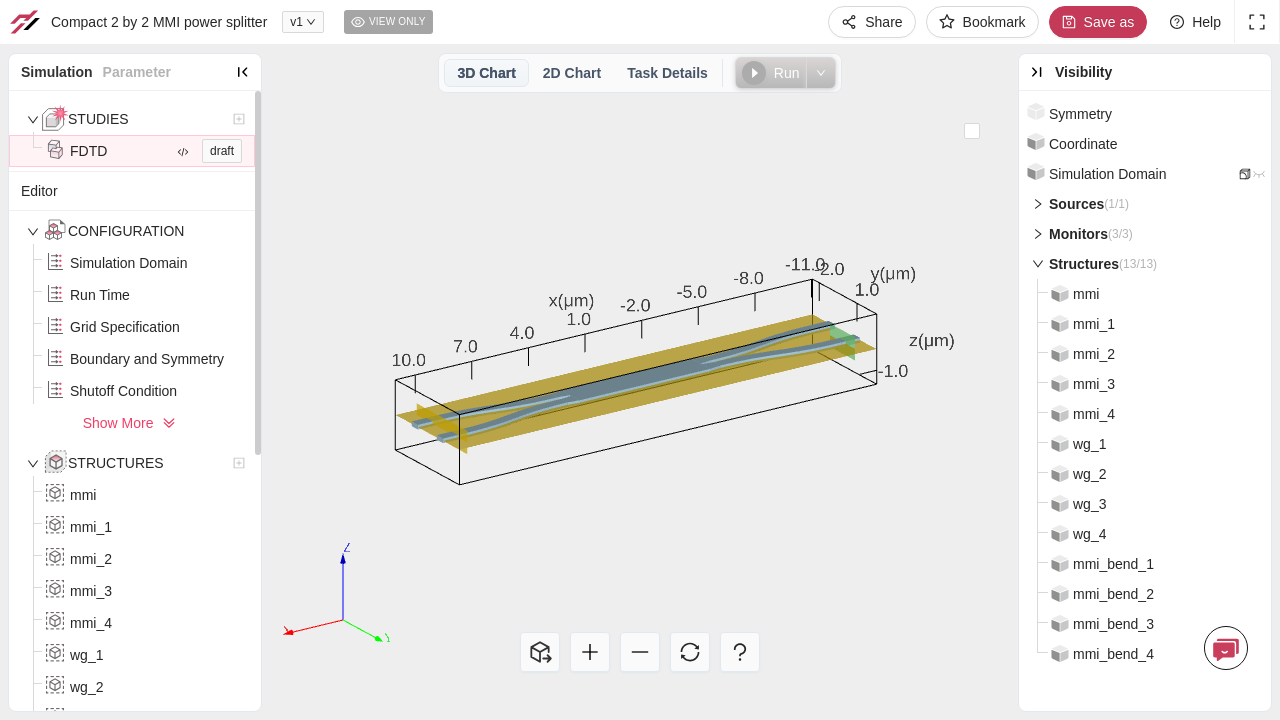 Compact 2 by 2 MMI power splitter
v1
VIEW ONLY
Share
Bookmark
Save as
Help
Simulation Parameter
STUDIES
FDTD
draft
Editor
CONFIGURATION
Simulation Domain
Run Time
Grid Specification
Boundary and Symmetry
Shutoff Condition
Show More
STRUCTURES
mmi
mmi_1
mmi_2
mmi_3
mmi_4
wg_1
wg_2
3D Chart 2D Chart Task Details Run
-11.0 2.0 y(μm)
-8.0 1.0
-5.0
x(μm) -2.0
1.0
4.0 z(μm)
7.0
10.0 -1.0
Z
X
Y
Visibility
Symmetry
Coordinate
Simulation Domain
Sources(1/1)
Monitors(3/3)
Structures(13/13)
mmi
mmi_1
mmi_2
mmi_3
mmi_4
wg_1
wg_2
wg_3
wg_4
mmi_bend_1
mmi_bend_2
mmi_bend_3
mmi_bend_4